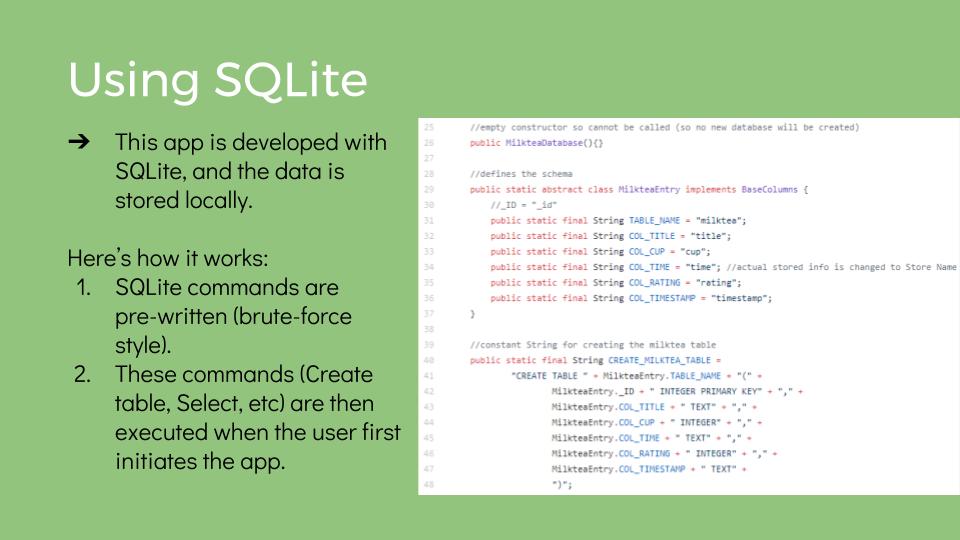 Using SQLite
➔ This app is developed with
SQLite, and the data is
stored locally.
Here's how it works:
1. SQLite commands are
pre-written (brute-force
style).
2. These commands (Create
table, Select, etc) are then
executed when the user first
initiates the app.
25 //empty constructor so cannot be called (so no new database will be created)
26 public MilkteaDatabase(){}
27
28 //defines the schema
29 public static abstract class MilkteaEntry implements BaseColumns {
30 //_ID = "_id"
31 public static final String TABLE_NAME = "milktea";
32 public static final String COL_TITLE = "title";
33 public static final String COL_CUP = "cup";
34 public static final String COL_TIME = "time"; //actual stored info is changed to Store Name
35 public static final String COL_RATING = "rating";
36 public static final String COL_TIMESTAMP = "timestamp";
37 }
38
39 //constant String for creating the milktea table
40 public static final String CREATE_MILKTEA_TABLE =
41 "CREATE TABLE " + MilkteaEntry.TABLE_NAME + "(" +
42 MilkteaEntry._ID + " INTEGER PRIMARY KEY" + "," +
43 MilkteaEntry.COL_TITLE + " TEXT" + "," +
44 MilkteaEntry.COL_CUP + " INTEGER" + "," +
45 MilkteaEntry.COL_TIME + " TEXT" + "," +
46 MilkteaEntry.COL_RATING + " INTEGER" + "," +
47 MilkteaEntry.COL_TIMESTAMP + " TEXT" +
48 ")";